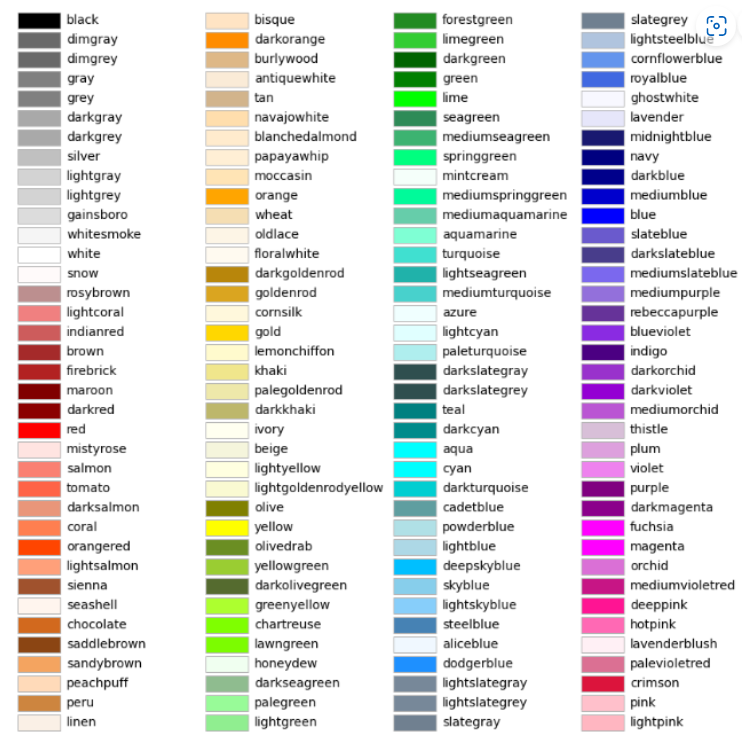 black
dimgray
dimgrey
gray
grey
darkgray
darkgrey
silver
lightgray
lightgrey
gainsboro
whitesmoke
white
snow
rosybrown
lightcoral
indianred
brown
firebrick
maroon
darkred
red
mistyrose
salmon
tomato
darksalmon
coral
orangered
lightsalmon
sienna
seashell
chocolate
saddlebrown
sandybrown
peachpuff
peru
linen
bisque
darkorange
burlywood
antiquewhite
tan
navajowhite
blanchedalmond
papayawhip
moccasin
orange
wheat
oldlace
floralwhite
darkgoldenrod
goldenrod
cornsilk
gold
lemonchiffon
khaki
palegoldenrod
darkkhaki
ivory
beige
lightyellow
lightgoldenrodyellow
olive
yellow
olivedrab
yellowgreen
darkolivegreen
greenyellow
chartreuse
lawngreen
honeydew
darkseagreen
palegreen
lightgreen
forestgreen
limegreen
darkgreen
green
lime
seagreen
mediumseagreen
springgreen
mintcream
mediumspringgreen
mediumaquamarine
aquamarine
turquoise
lightseagreen
mediumturquoise
azure
lightcyan
paleturquoise
darkslategray
darkslategrey
teal
darkcyan
aqua
cyan
darkturquoise
cadetblue
powderblue
lightblue
deepskyblue
skyblue
lightskyblue
steelblue
aliceblue
dodgerblue
lightslategray
lightslategrey
slategray
slategrey
lightsteelblue
cornflowerblue
royalblue
ghostwhite
lavender
midnightblue
navy
darkblue
mediumblue
blue
slateblue
darkslateblue
mediumslateblue
mediumpurple
rebeccapurple
blueviolet
indigo
darkorchid
darkviolet
mediumorchid
thistle
plum
violet
purple
darkmagenta
fuchsia
magenta
orchid
mediumvioletred
deeppink
hotpink
lavenderblush
palevioletred
crimson
pink
lightpink